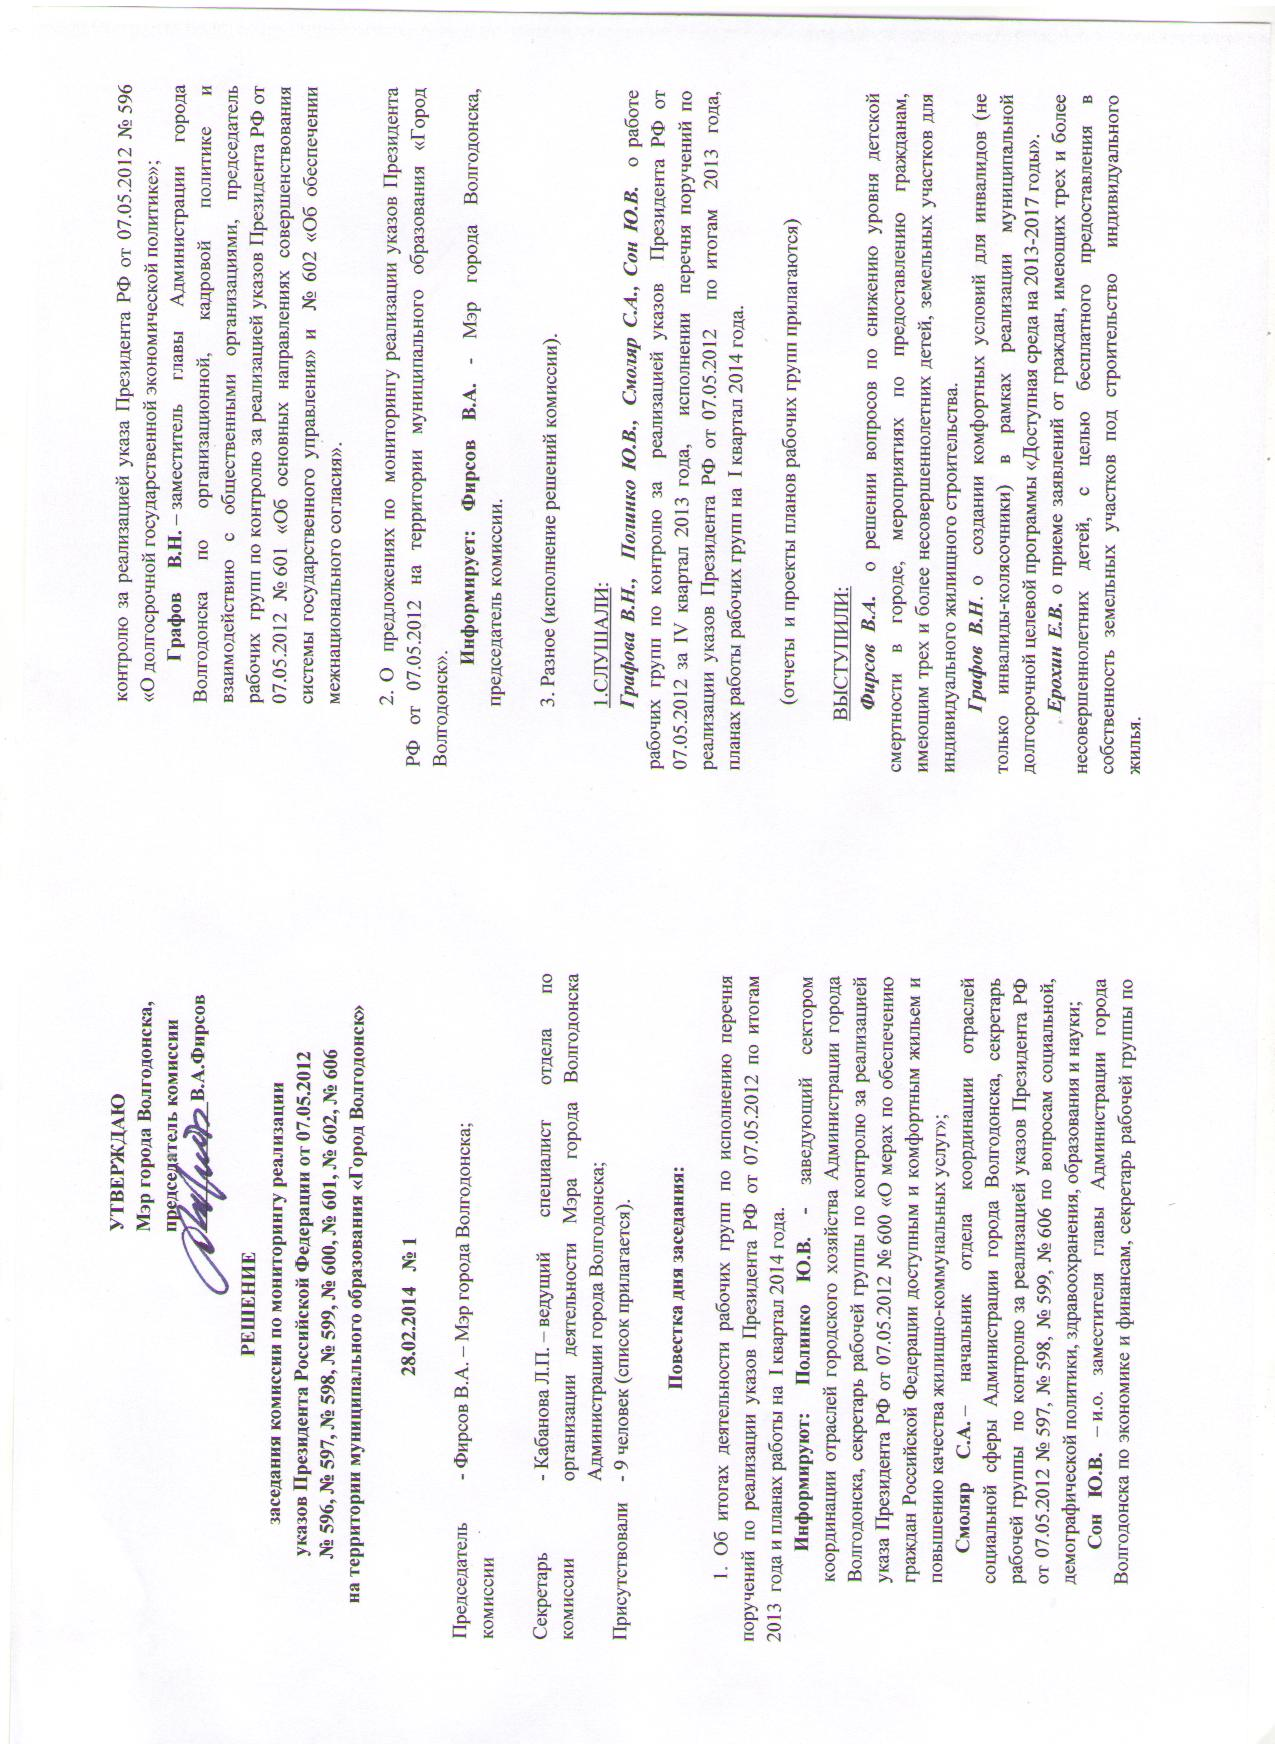 УТВЕРЖДАЮ
Мэр города Волгодонска,
председатель комиссии
В.А.Фирсов
РЕШЕНИЕ
заседания комиссии по мониторингу реализации
указов Президента Российской Федерации от 07.05.2012
№ 596, № 597, № 598, № 599, № 600, № 601, № 602, № 606
на территории муниципального образования «Город Волгодонск»
28.02.2014 № 1
Председатель - Фирсов В.А. – Мэр города Волгодонска;
комиссии
Секретарь - Кабанова Л.П. – ведущий специалист отдела по
комиссии организации деятельности Мэра города Волгодонска
Администрации города Волгодонска;
Присутствовали - 9 человек (список прилагается).
Повестка дня заседания:
1. Об итогах деятельности рабочих групп по исполнению перечня
поручений по реализации указов Президента РФ от 07.05.2012 по итогам
2013 года и планах работы на I квартал 2014 года.
Информируют: Полинко Ю.В. - заведующий сектором
координации отраслей городского хозяйства Администрации города
Волгодонска, секретарь рабочей группы по контролю за реализацией
указа Президента РФ от 07.05.2012 № 600 «О мерах по обеспечению
граждан Российской Федерации доступным и комфортным жильем и
повышению качества жилищно-коммунальных услуг»;
Смоляр С.А. – начальник отдела координации отраслей
социальной сферы Администрации города Волгодонска, секретарь
рабочей группы по контролю за реализацией указов Президента РФ
от 07.05.2012 № 597, № 598, № 599, № 606 по вопросам социальной,
демографической политики, здравоохранения, образования и науки;
Сон Ю.В. – и.о. заместителя главы Администрации города
Волгодонска по экономике и финансам, секретарь рабочей группы по
контролю за реализацией указа Президента РФ от 07.05.2012 № 596
«О долгосрочной государственной экономической политике»;
Графов В.Н. – заместитель главы Администрации города
Волгодонска по организационной, кадровой политике и
взаимодействию с общественными организациями, председатель
рабочих групп по контролю за реализацией указов Президента РФ от
07.05.2012 № 601 «Об основных направлениях совершенствования
системы государственного управления» и № 602 «Об обеспечении
межнационального согласия».
2. О предложениях по мониторингу реализации указов Президента
РФ от 07.05.2012 на территории муниципального образования «Город
Волгодонск».
Информирует: Фирсов В.А. - Мэр города Волгодонска,
председатель комиссии.
3. Разное (исполнение решений комиссии).
1.СЛУШАЛИ:
Графова В.Н., Полинко Ю.В., Смоляр С.А., Сон Ю.В. о работе
рабочих групп по контролю за реализацией указов Президента РФ от
07.05.2012 за IV квартал 2013 года, исполнении перечня поручений по
реализации указов Президента РФ от 07.05.2012 по итогам 2013 года,
планах работы рабочих групп на I квартал 2014 года.
(отчеты и проекты планов рабочих групп прилагаются)
ВЫСТУПИЛИ:
Фирсов В.А. о решении вопросов по снижению уровня детской
смертности в городе, мероприятиях по предоставлению гражданам,
имеющим трех и более несовершеннолетних детей, земельных участков для
индивидуального жилищного строительства.
Графов В.Н. о создании комфортных условий для инвалидов (не
только инвалиды-колясочники) в рамках реализации муниципальной
долгосрочной целевой программы «Доступная среда на 2013-2017 годы».
Ерохин Е.В. о приеме заявлений от граждан, имеющих трех и более
несовершеннолетних детей, с целью бесплатного предоставления в
собственность земельных участков под строительство индивидуального
жилья.